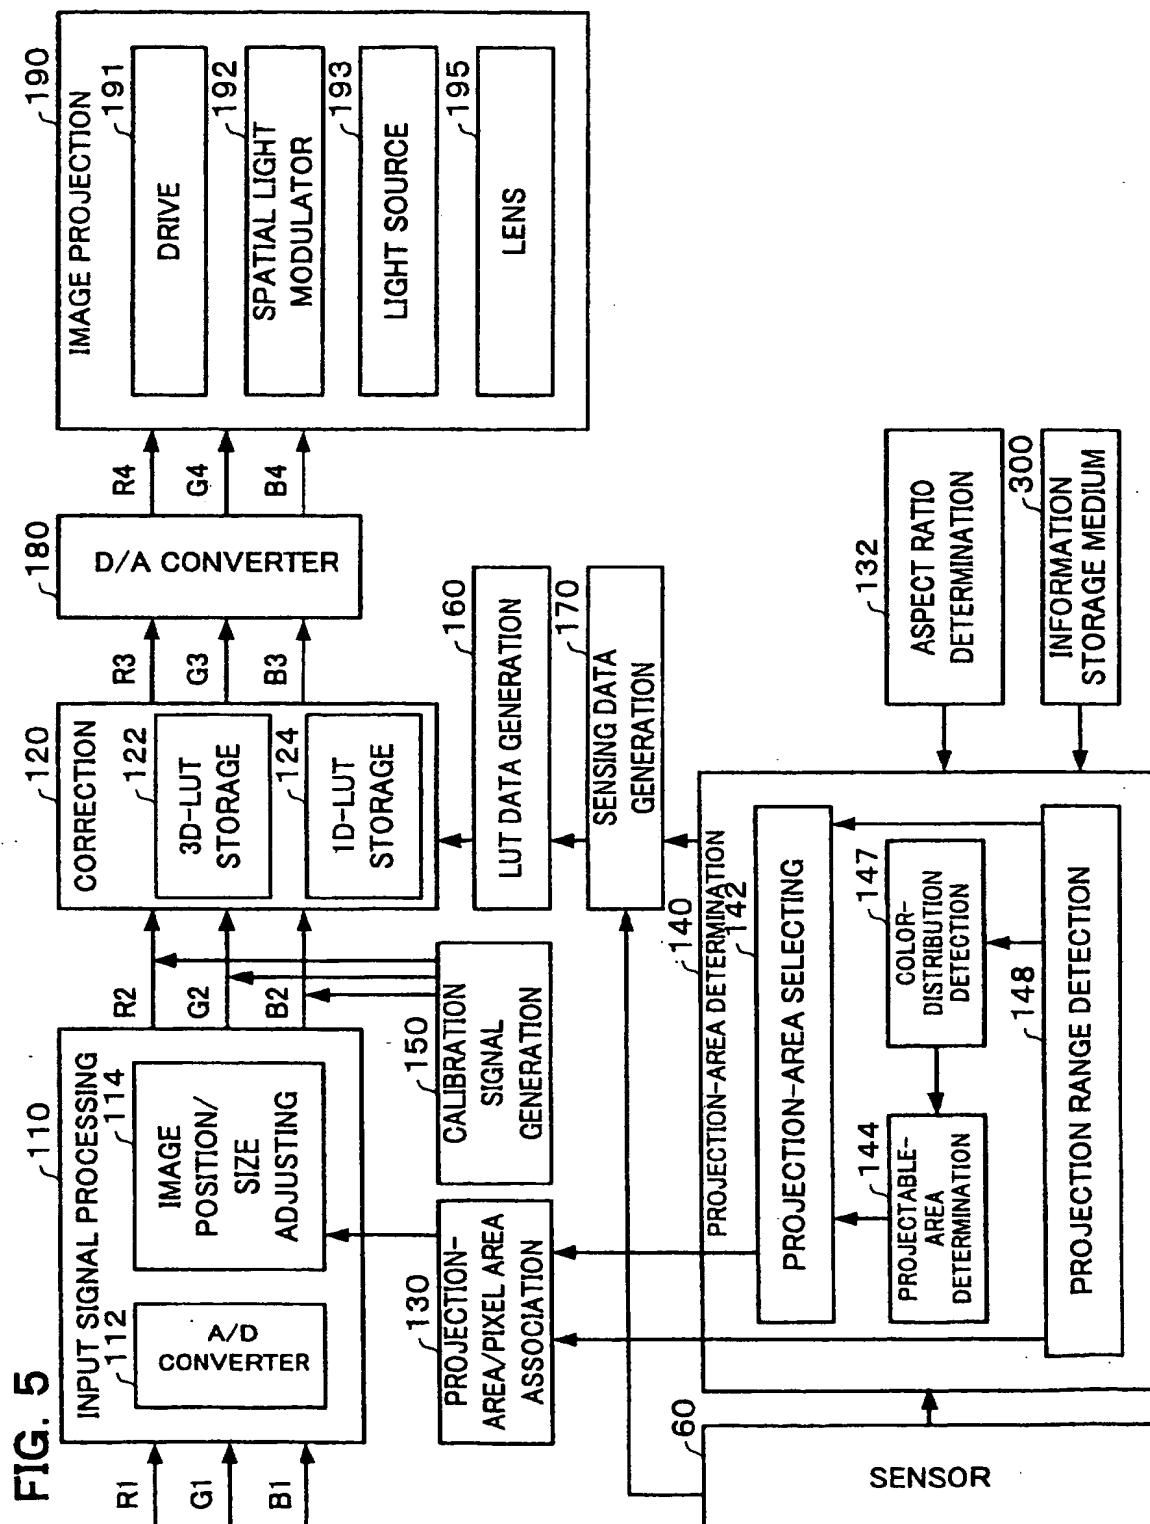 FIG. 5
R1
G1
B1
110
INPUT SIGNAL PROCESSING
112
A/D
CONVERTER
114
IMAGE
POSITION/
SIZE
ADJUSTING
R2
G2
B2
120
CORRECTION
122
3D-LUT
STORAGE
124
1D-LUT
STORAGE
R3
G3
B3
180
D/A CONVERTER
R4
G4
B4
190
IMAGE PROJECTION
191
DRIVE
192
SPATIAL LIGHT
MODULATOR
193
LIGHT SOURCE
195
LENS
130
PROJECTION-
AREA/PIXEL AREA
ASSOCIATION
150
CALIBRATION
SIGNAL
GENERATION
160
LUT DATA GENERATION
170
SENSING DATA
GENERATION
60
SENSOR
140
PROJECTION-AREA DETERMINATION
142
PROJECTION-AREA SELECTING
144
PROJECTABLE-
AREA
DETERMINATION
147
COLOR-
DISTRIBUTION
DETECTION
148
PROJECTION RANGE DETECTION
132
ASPECT RATIO
DETERMINATION
300
INFORMATION
STORAGE MEDIUM